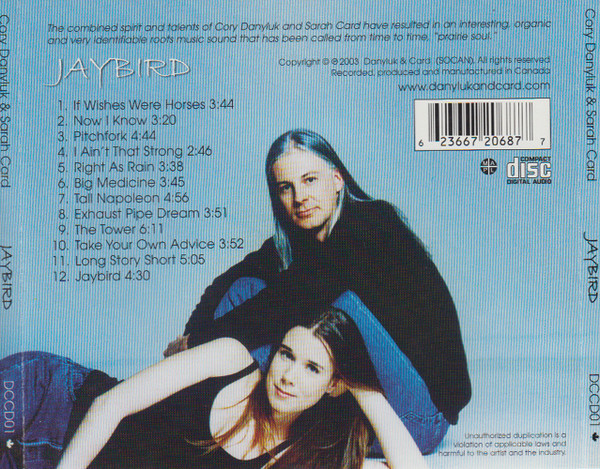 Cory Danyluk & Sarah Card
JAYBIRD
DCCD01
The combined spirit and talents of Cory Danyluk and Sarah Card have resulted in an interesting, organic
and very identifiable roots music sound that has been called from time to time, "prairie soul."
JAYBIRD
Copyright © ℗ 2003 Danyluk & Card (SOCAN). All rights reserved
Recorded, produced and manufactured in Canada
www.danylukandcard.com
1. If Wishes Were Horses 3:44
2. Now I Know 3:20
3. Pitchfork 4:44
4. I Ain't That Strong 2:46
5. Right As Rain 3:38
6. Big Medicine 3:45
7. Tall Napoleon 4:56
8. Exhaust Pipe Dream 3:51
9. The Tower 6:11
10. Take Your Own Advice 3:52
11. Long Story Short 5:05
12. Jaybird 4:30
6 23667 20687 7
COMPACT
disc
DIGITAL AUDIO
Unauthorized duplication is a
violation of applicable laws and
harmful to the artist and the industry.
Cory Danyluk & Sarah Card
JAYBIRD
DCCD01